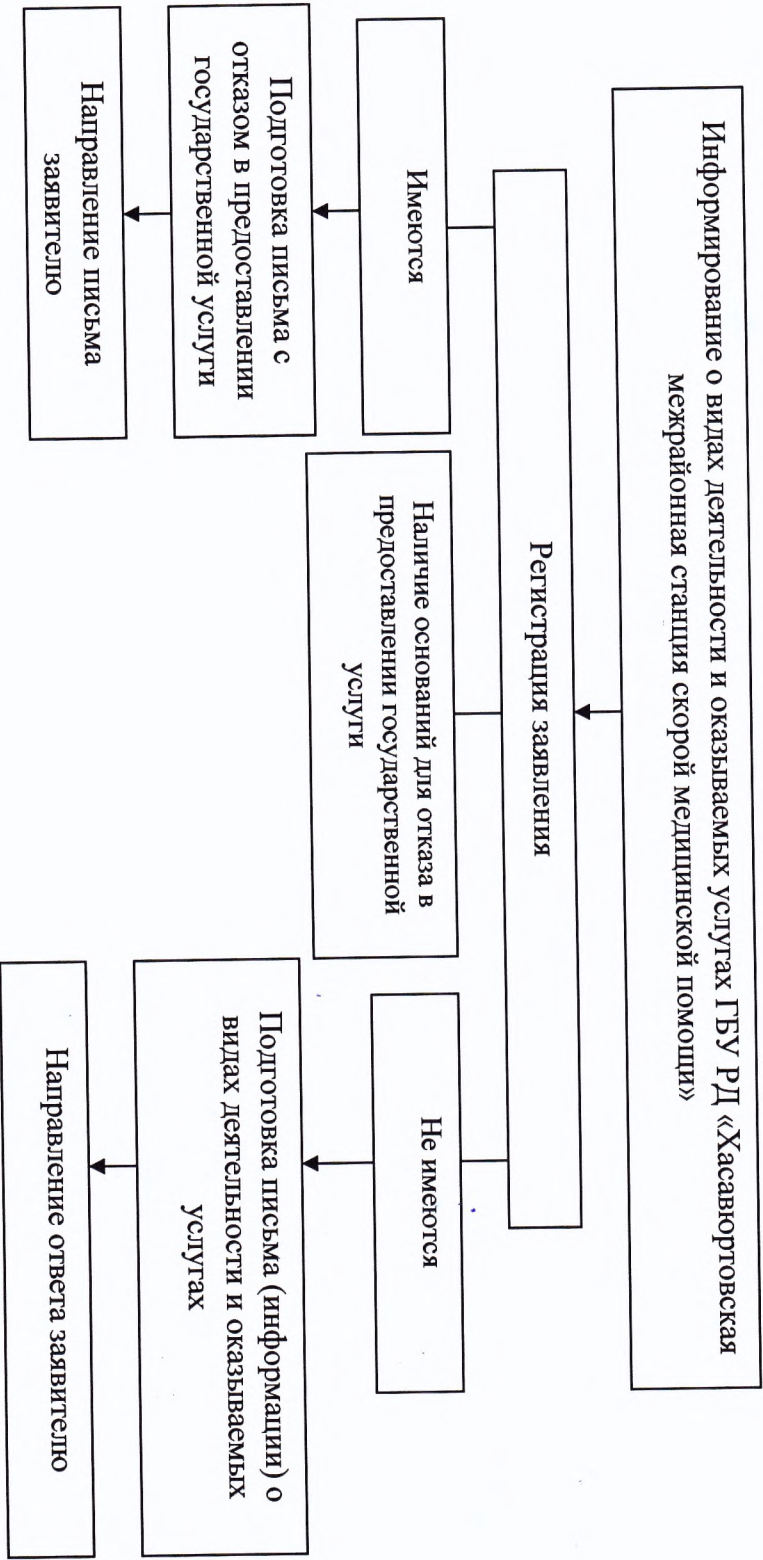 Информирование о видах деятельности и оказываемых услугах ГБУ РД «Хасавюртовская
межрайонная станция скорой медицинской помощи»
Регистрация заявления
Имеются
Наличие оснований для отказа в
предоставлении государственной
услуги
Не имеются
Подготовка письма с
отказом в предоставлении
государственной услуги
Подготовка письма (информации) о
видах деятельности и оказываемых
услугах
Направление письма
заявителю
Направление ответа заявителю